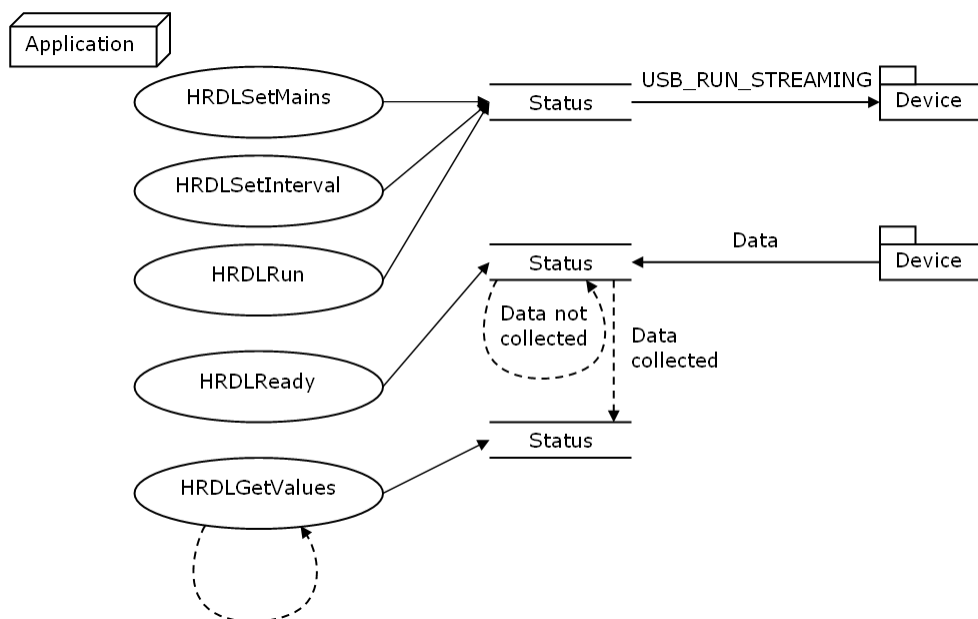 Application
HRDLSetMains
Status
USB_RUN_STREAMING
Device
HRDLSetInterval
HRDLRun
Status
Data
Device
Data not
collected
Data
collected
HRDLReady
Status
HRDLGetValues